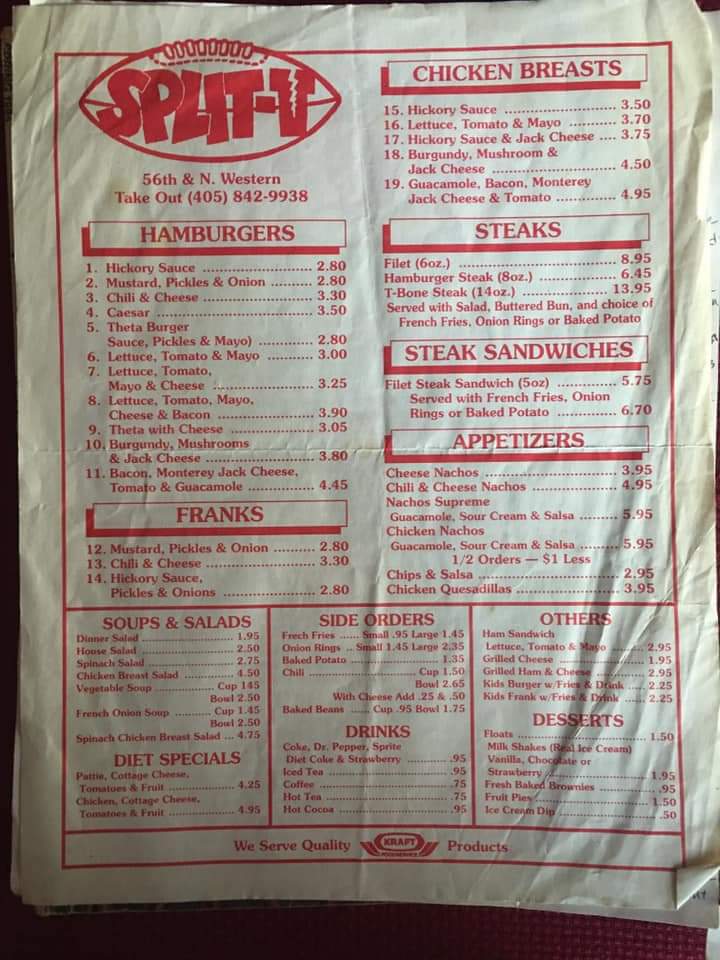 SPLIT-T
56th & N. Western
Take Out (405) 842-9938
HAMBURGERS
1. Hickory Sauce ........................ 2.80
2. Mustard, Pickles & Onion ......... 2.80
3. Chili & Cheese ........................ 3.30
4. Caesar ................................... 3.50
5. Theta Burger
Sauce, Pickles & Mayo) ............ 2.80
6. Lettuce, Tomato & Mayo .......... 3.00
7. Lettuce, Tomato,
Mayo & Cheese ...................... 3.25
8. Lettuce, Tomato, Mayo,
Cheese & Bacon ..................... 3.90
9. Theta with Cheese .................. 3.05
10. Burgundy, Mushrooms
& Jack Cheese ....................... 3.80
11. Bacon, Monterey Jack Cheese,
Tomato & Guacamole .............. 4.45
FRANKS
12. Mustard, Pickles & Onion ......... 2.80
13. Chili & Cheese ....................... 3.30
14. Hickory Sauce,
Pickles & Onions .................... 2.80
CHICKEN BREASTS
15. Hickory Sauce ........................ 3.50
16. Lettuce, Tomato & Mayo .......... 3.70
17. Hickory Sauce & Jack Cheese .... 3.75
18. Burgundy, Mushroom &
Jack Cheese .......................... 4.50
19. Guacamole, Bacon, Monterey
Jack Cheese & Tomato ............. 4.95
STEAKS
Filet (6oz.) ................................ 8.95
Hamburger Steak (8oz.) ............... 6.45
T-Bone Steak (14oz.) ................... 13.95
Served with Salad, Buttered Bun, and choice of
French Fries, Onion Rings or Baked Potato
STEAK SANDWICHES
Filet Steak Sandwich (5oz) ............. 5.75
Served with French Fries, Onion
Rings or Baked Potato ............. 6.70
APPETIZERS
Cheese Nachos ............................ 3.95
Chili & Cheese Nachos .................. 4.95
Nachos Supreme
Guacamole, Sour Cream & Salsa ......... 5.95
Chicken Nachos
Guacamole, Sour Cream & Salsa ......... 5.95
1/2 Orders — $1 Less
Chips & Salsa ............................. 2.95
Chicken Quesadillas ..................... 3.95
SOUPS & SALADS
Dinner Salad ........................ 1.95
House Salad ......................... 2.50
Spinach Salad ....................... 2.75
Chicken Breast Salad .............. 4.50
Vegetable Soup ............. Cup 145
Bowl 2.50
French Onion Soup ......... Cup 1.45
Bowl 2.50
Spinach Chicken Breast Salad ... 4.75
DIET SPECIALS
Pattie, Cottage Cheese,
Tomatoes & Fruit ................. 4.25
Chicken, Cottage Cheese,
Tomatoes & Fruit ................. 4.95
SIDE ORDERS
Frech Fries ...... Small .95 Large 1.45
Onion Rings .. Small 1.45 Large 2.35
Baked Potato ........................ 1.35
Chili ............................ Cup 1.50
Bowl 2.65
With Cheese Add .25 & .50
Baked Beans ...... Cup .95 Bowl 1.75
DRINKS
Coke, Dr. Pepper, Sprite
Diet Coke & Strawberry ........... .95
Iced Tea .............................. .95
Coffee ................................. .75
Hot Tea ............................... .75
Hot Cocoa ............................ .95
OTHERS
Ham Sandwich
Lettuce, Tomato & Mayo ......... 2.95
Grilled Cheese ...................... 1.95
Grilled Ham & Cheese ............. 2.95
Kids Burger w/Fries & Drink ..... 2.25
Kids Frank w/Fries & Drink ...... 2.25
DESSERTS
Floats ................................. 1.50
Milk Shakes (Real Ice Cream)
Vanilla, Chocolate or
Strawberry ........................... 1.95
Fresh Baked Brownies .............. .95
Fruit Pies ............................. 1.50
Ice Cream Dip ....................... .50
We Serve Quality KRAFT FOODSERVICE Products